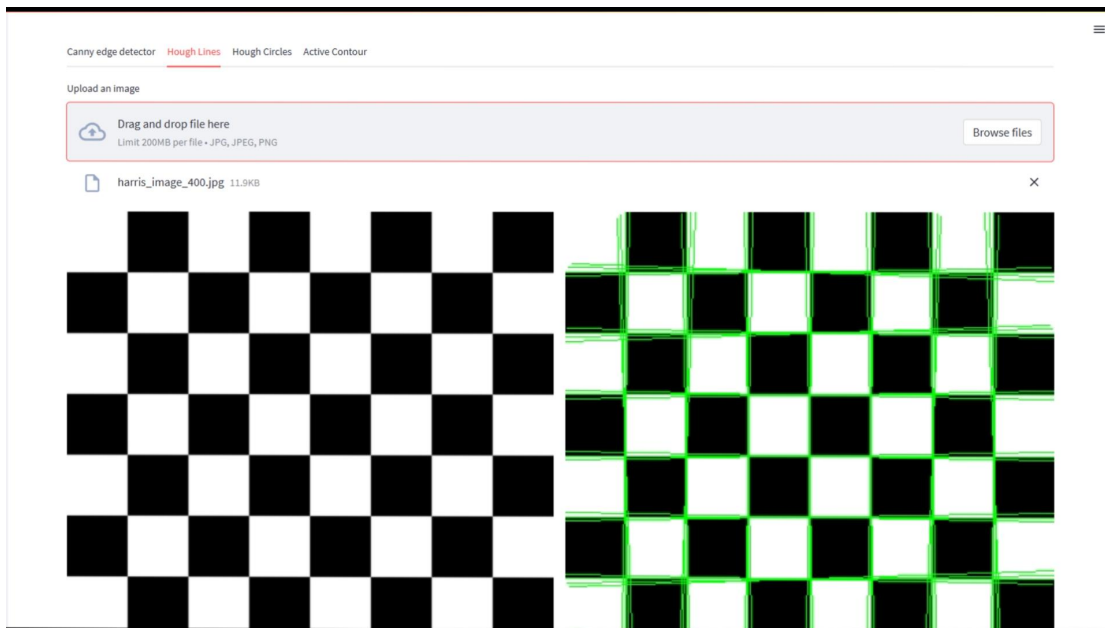 Canny edge detector Hough Lines Hough Circles Active Contour
Upload an image
Drag and drop file here
Limit 200MB per file • JPG, JPEG, PNG
Browse files
harris_image_400.jpg 11.9KB